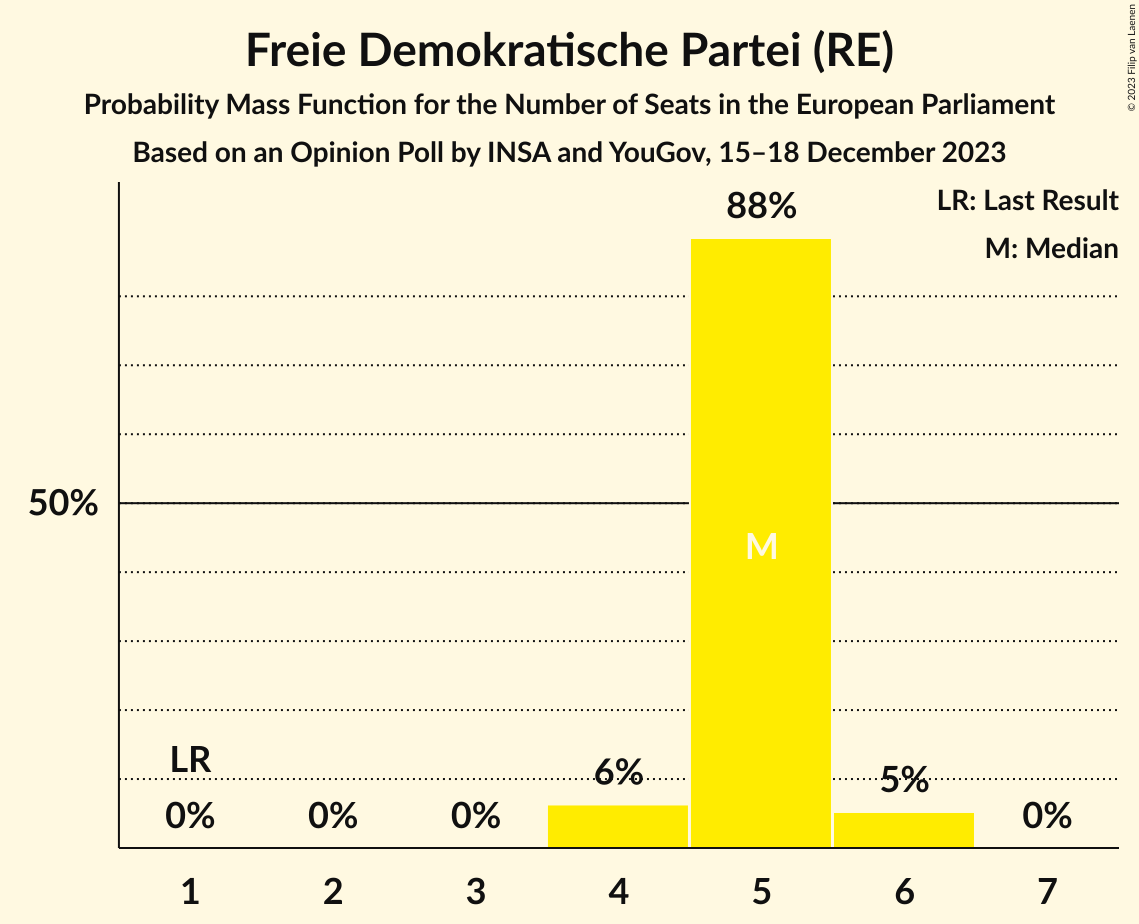 Freie Demokratische Partei (RE)
Probability Mass Function for the Number of Seats in the European Parliament
Based on an Opinion Poll by INSA and YouGov, 15–18 December 2023
© 2023 Filip van Laenen
LR: Last Result
M: Median
88%
50%
M
LR
0%
0%
0%
6%
5%
0%
1 2 3 4 5 6 7